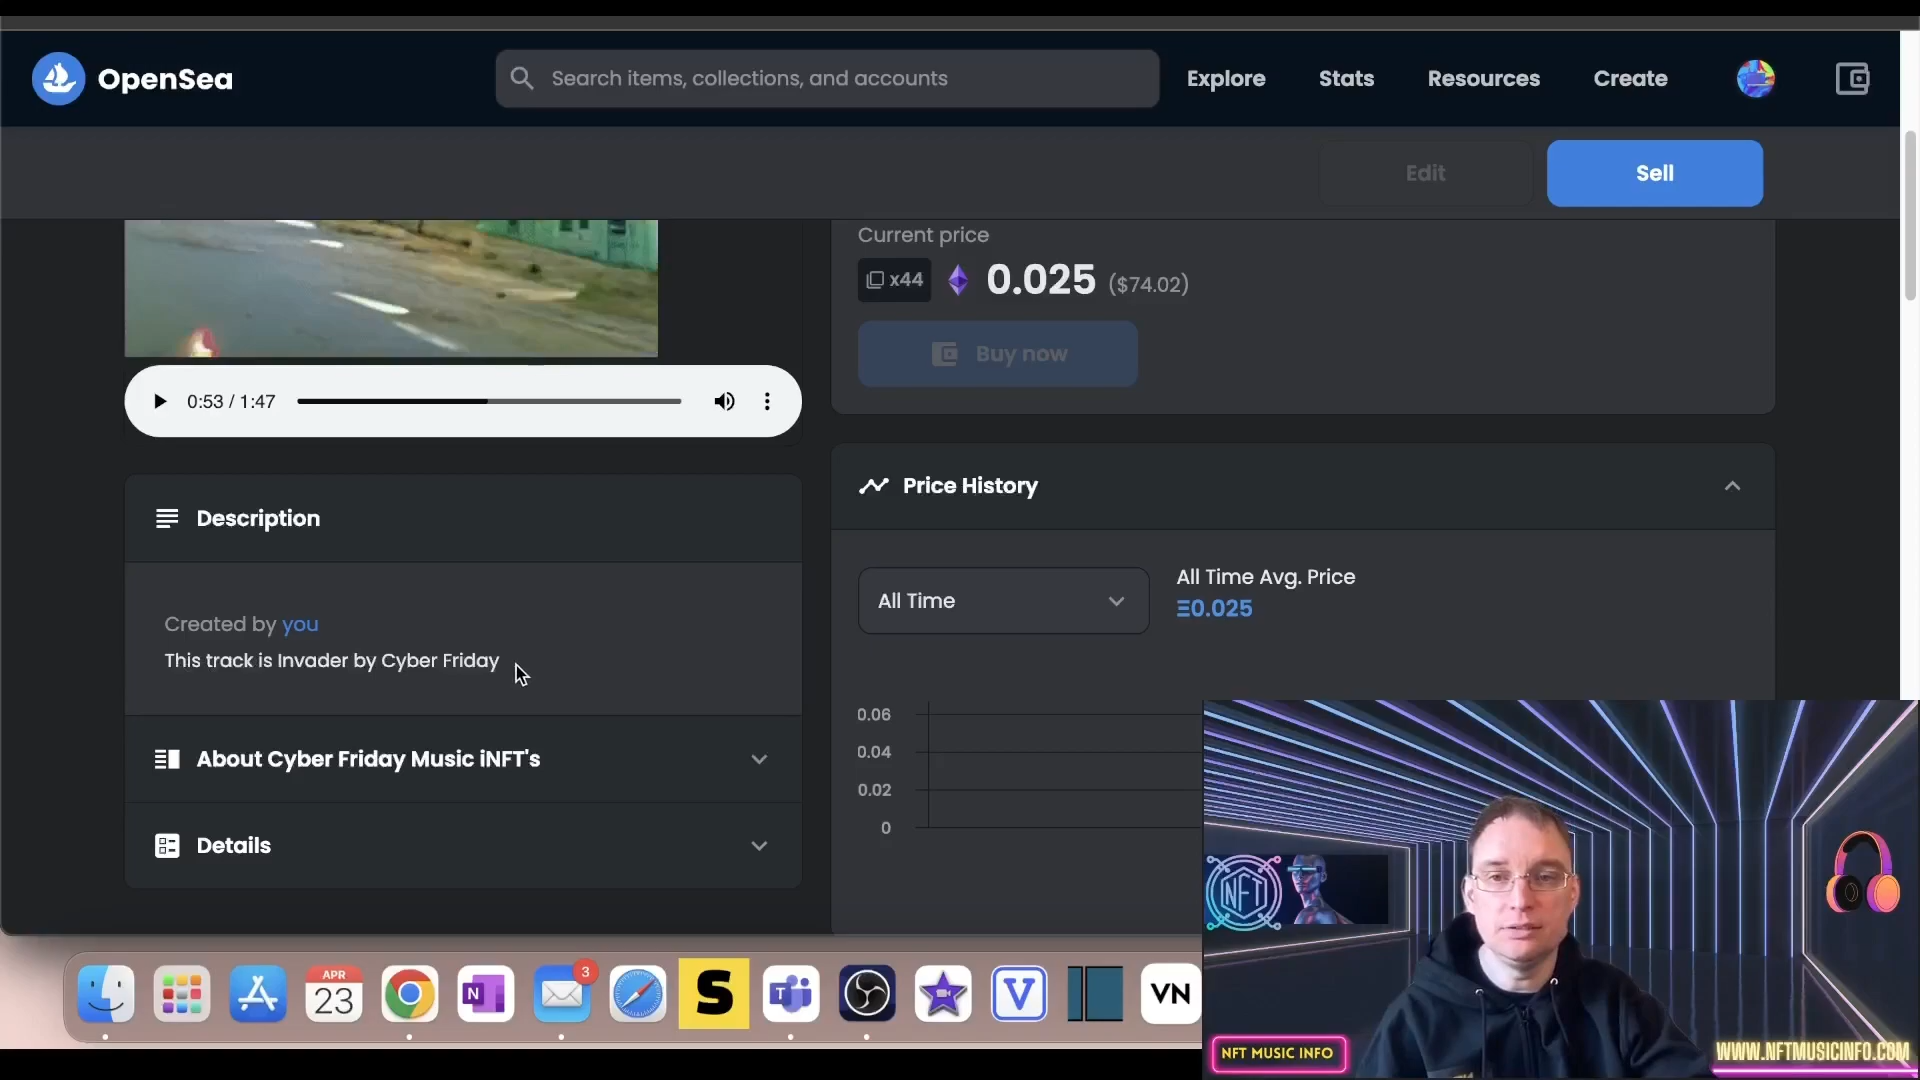 OpenSea
Search items, collections, and accounts
Explore
Stats
Resources
Create
Edit
Sell
Current price
x44
0.025 ($74.02)
Buy now
0:53 / 1:47
Description
Created by you
This track is Invader by Cyber Friday
About Cyber Friday Music iNFT's
Details
Price History
All Time
All Time Avg. Price
Ξ0.025
0.06
0.04
0.02
0
NFT
APR
23
N
3
S
T
V
VN
NFT MUSIC INFO
WWW.NFTMUSICINFO.COM